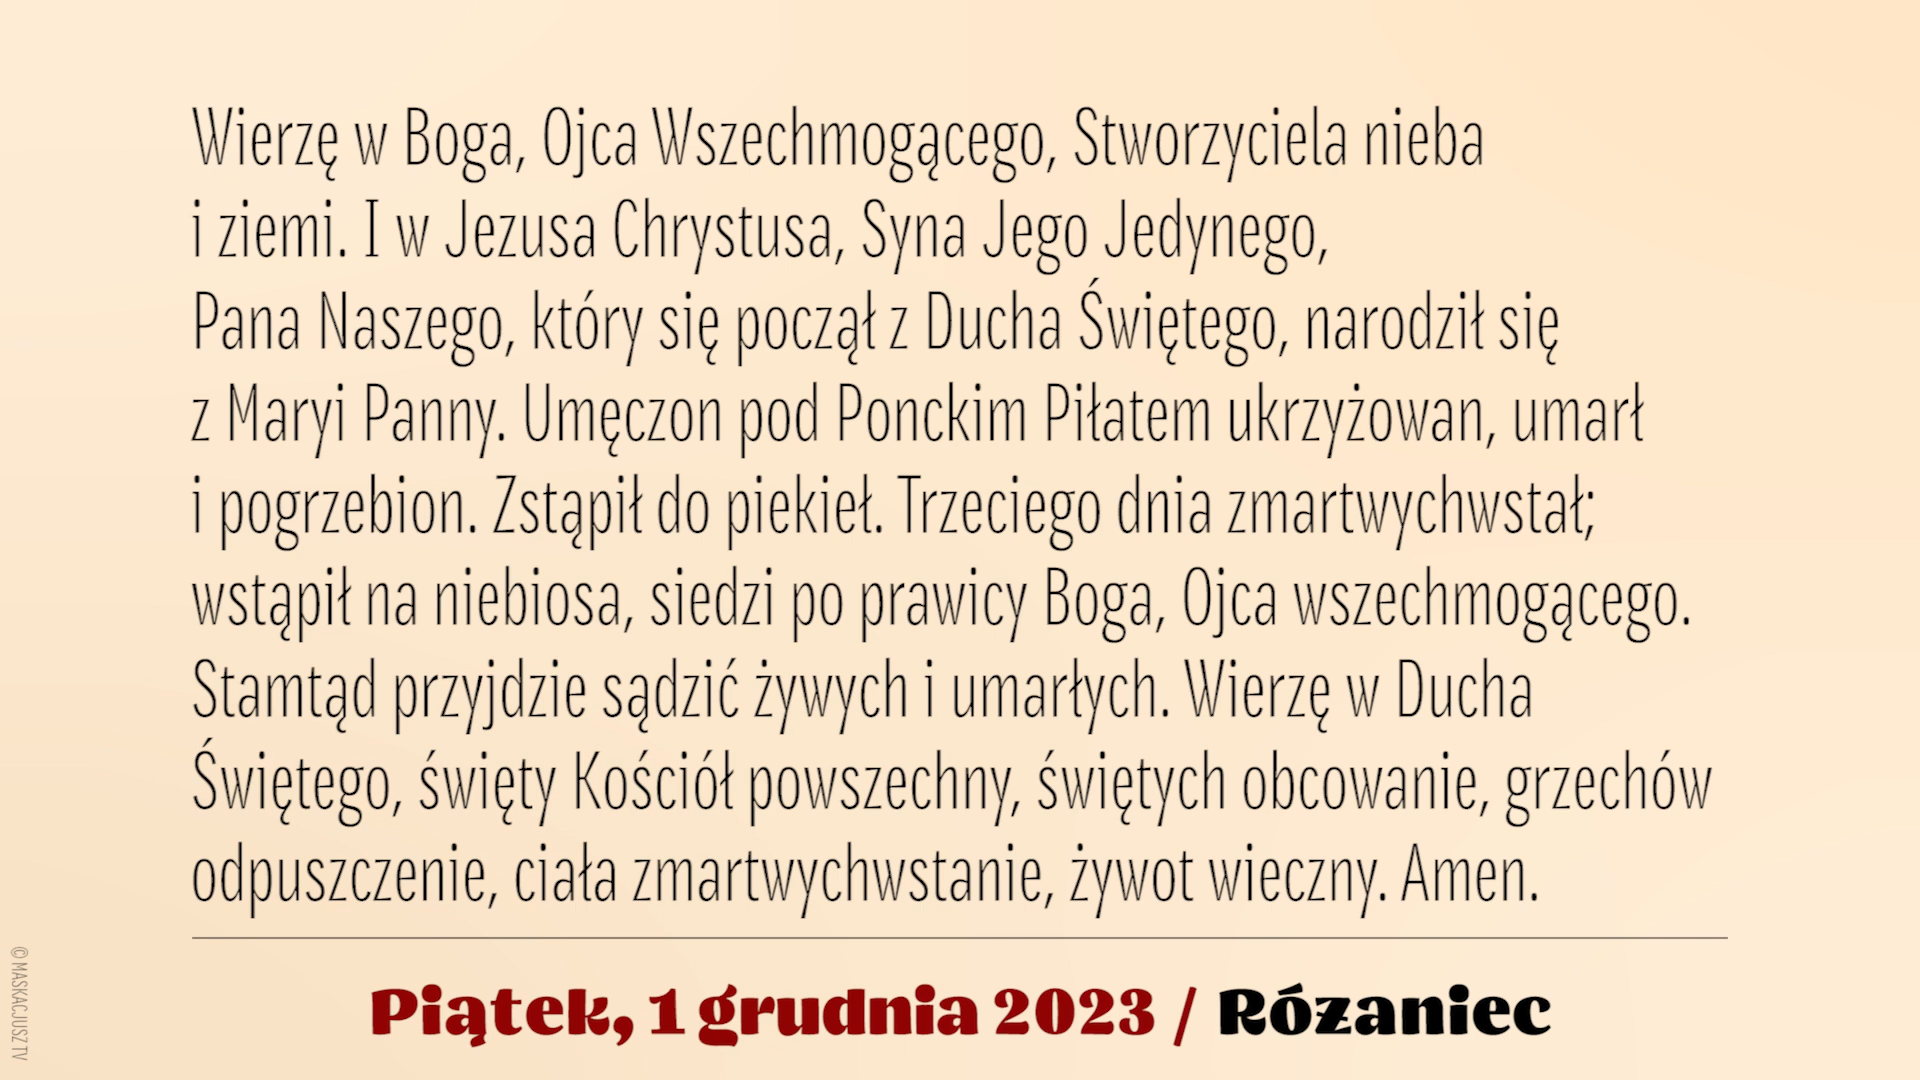 Wierzę w Boga, Ojca Wszechmogącego, Stworzyciela nieba
i ziemi. I w Jezusa Chrystusa, Syna Jego Jedynego,
Pana Naszego, który się począł z Ducha Świętego, narodził się
z Maryi Panny. Umęczon pod Ponckim Piłatem ukrzyżowan, umarł
i pogrzebion. Zstąpił do piekieł. Trzeciego dnia zmartwychwstał;
wstąpił na niebiosa, siedzi po prawicy Boga, Ojca wszechmogącego.
Stamtąd przyjdzie sądzić żywych i umarłych. Wierzę w Ducha
Świętego, święty Kościół powszechny, świętych obcowanie, grzechów
odpuszczenie, ciała zmartwychwstanie, żywot wieczny. Amen.
Piątek, 1 grudnia 2023 / Różaniec
© MASKACJUSZ TV